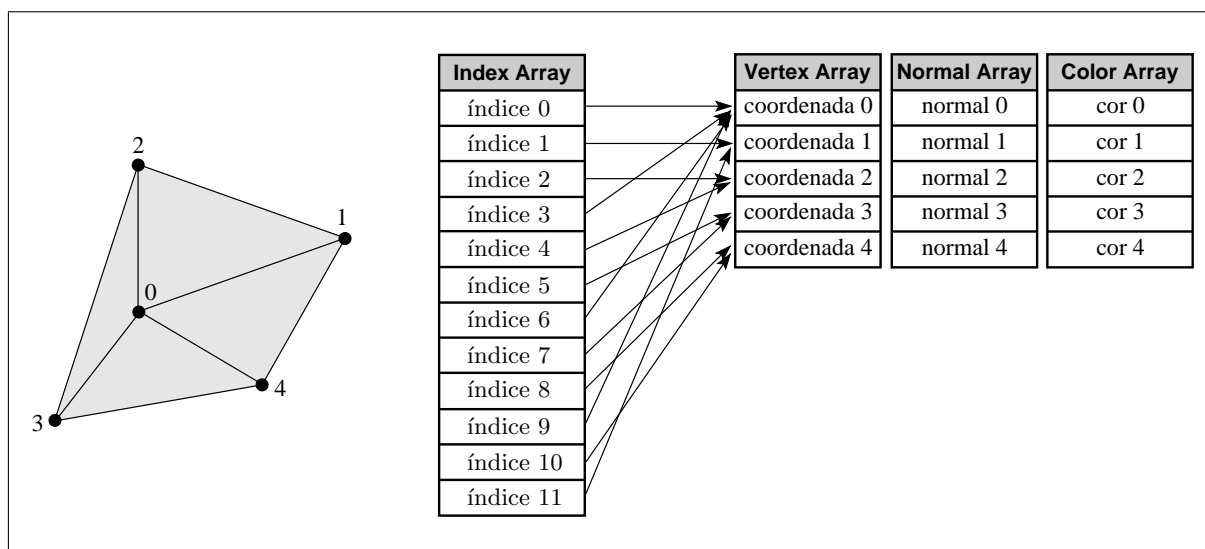 2
1
0
4
3
Index Array
índice 0
índice 1
índice 2
índice 3
índice 4
índice 5
índice 6
índice 7
índice 8
índice 9
índice 10
índice 11
Vertex Array Normal Array Color Array
coordenada 0 normal 0 cor 0
coordenada 1 normal 1 cor 1
coordenada 2 normal 2 cor 2
coordenada 3 normal 3 cor 3
coordenada 4 normal 4 cor 4